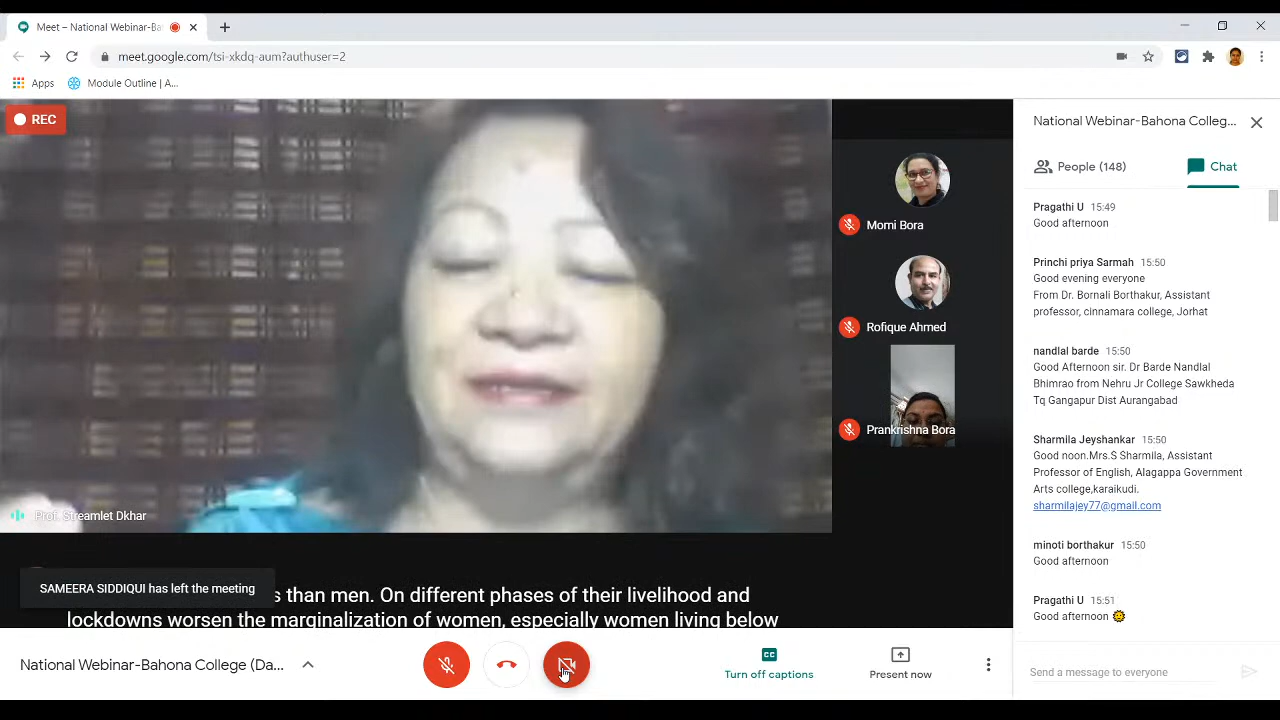 Meet – National Webinar-Ba
meet.google.com/tsi-xkdq-aum?authuser=2
Apps
Module Outline | A...
REC
Prof. Streamlet Dkhar
Momi Bora
Rofique Ahmed
Prankrishna Bora
SAMEERA SIDDIQUI has left the meeting
s than men. On different phases of their livelihood and
lockdowns worsen the marginalization of women, especially women living below
National Webinar-Bahona College (Da...
CC
Turn off captions
Present now
National Webinar-Bahona Colleg...
People (148)
Chat
Pragathi U 15:49
Good afternoon
Princhi priya Sarmah 15:50
Good evening everyone
From Dr. Bornali Borthakur, Assistant
professor, cinnamara college, Jorhat
nandlal barde 15:50
Good Afternoon sir. Dr Barde Nandlal
Bhimrao from Nehru Jr College Sawkheda
Tq Gangapur Dist Aurangabad
Sharmila Jeyshankar 15:50
Good noon.Mrs.S Sharmila, Assistant
Professor of English, Alagappa Government
Arts college,karaikudi.
sharmilajey77@gmail.com
minoti borthakur 15:50
Good afternoon
Pragathi U 15:51
Good afternoon 🌞
Send a message to everyone